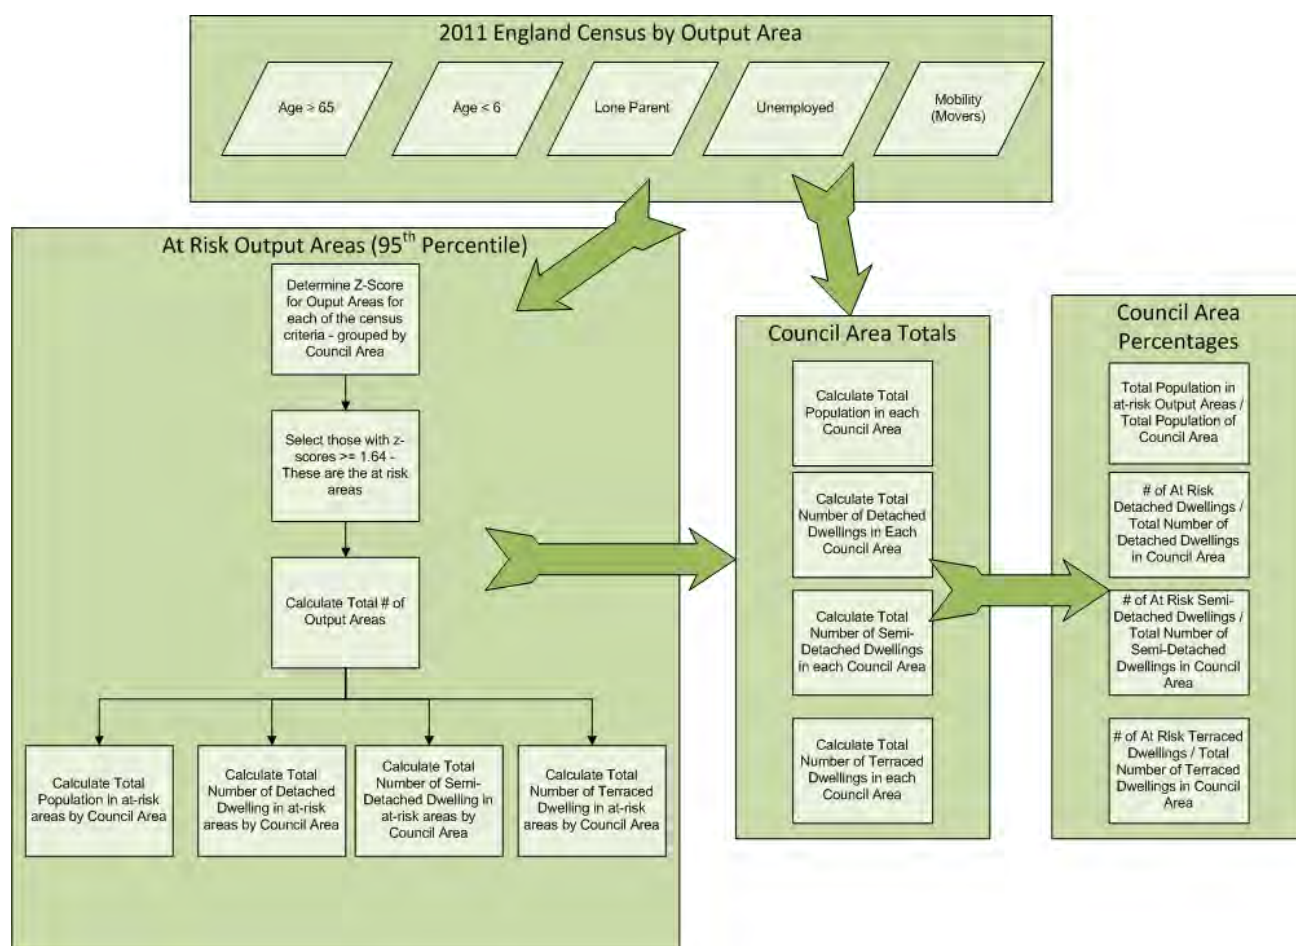 2011 England Census by Output Area
Age > 65
Age < 6
Lone Parent
Unemployed
Mobility
(Movers)
At Risk Output Areas (95th Percentile)
Determine Z-Score
for Ouput Areas for
each of the census
criteria - grouped by
Council Area
Select those with z-
scores >= 1.64 -
These are the at risk
areas
Calculate Total # of
Output Areas
Calculate Total
Population in at-risk
areas by Council Area
Calculate Total
Number of Detached
Dwelling in at-risk
areas by Council Area
Calculate Total
Number of Semi-
Detached Dwelling in
at-risk areas by
Council Area
Calculate Total
Number of Terraced
Dwelling in at-risk
areas by Council Area
Council Area Totals
Calculate Total
Population in each
Council Area
Calculate Total
Number of Detached
Dwellings in Each
Council Area
Calculate Total
Number of Semi-
Detached Dwellings
in each Council Area
Calculate Total
Number of Terraced
Dwellings in each
Council Area
Council Area
Percentages
Total Population in
at-risk Output Areas /
Total Population of
Council Area
# of At Risk
Detached Dwellings /
Total Number of
Detached Dwellings
in Council Area
# of At Risk Semi-
Detached Dwellings /
Total Number of
Semi-Detached
Dwellings in Council
Area
# of At Risk Terraced
Dwellings / Total
Number of Terraced
Dwellings in Council
Area